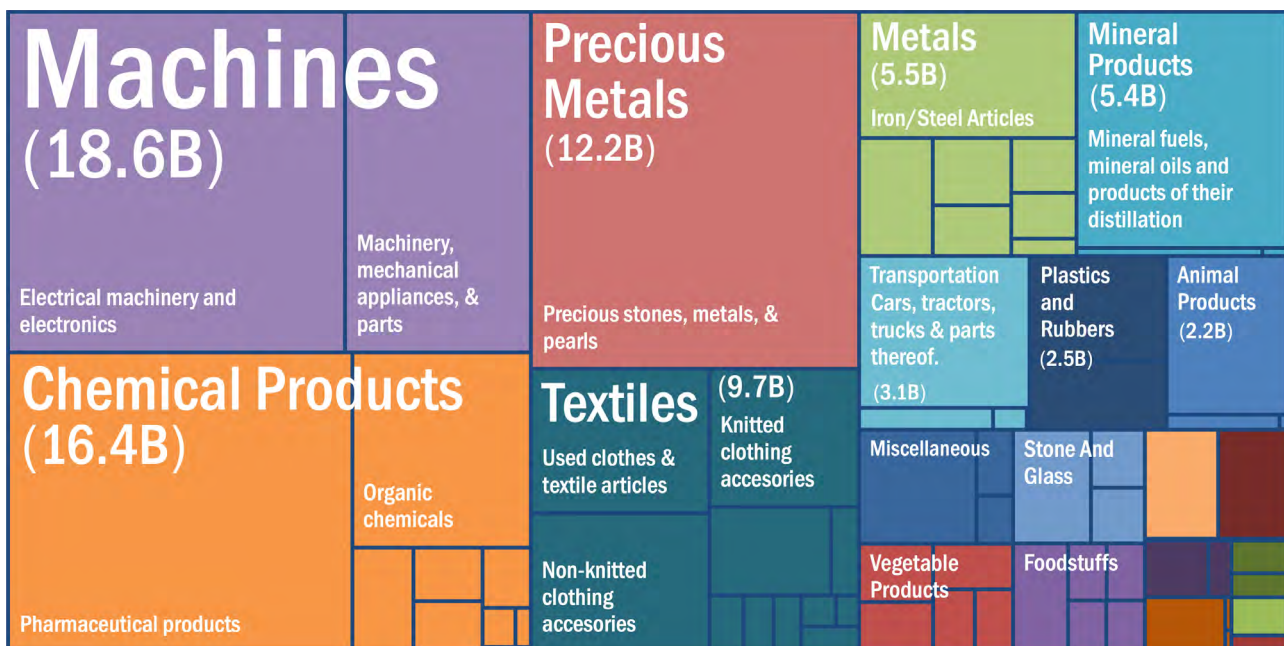 Machines
(18.6B)
Electrical machinery and
electronics
Machinery,
mechanical
appliances, &
parts
Chemical Products
(16.4B)
Pharmaceutical products
Organic
chemicals
Precious
Metals
(12.2B)
Precious stones, metals, &
pearls
Textiles
(9.7B)
Used clothes &
textile articles
Knitted
clothing
accesories
Non-knitted
clothing
accesories
Metals
(5.5B)
Iron/Steel Articles
Mineral
Products
(5.4B)
Mineral fuels,
mineral oils and
products of their
distillation
Transportation
Cars, tractors,
trucks & parts
thereof.
(3.1B)
Plastics
and
Rubbers
(2.5B)
Animal
Products
(2.2B)
Miscellaneous
Stone And
Glass
Vegetable
Products
Foodstuffs